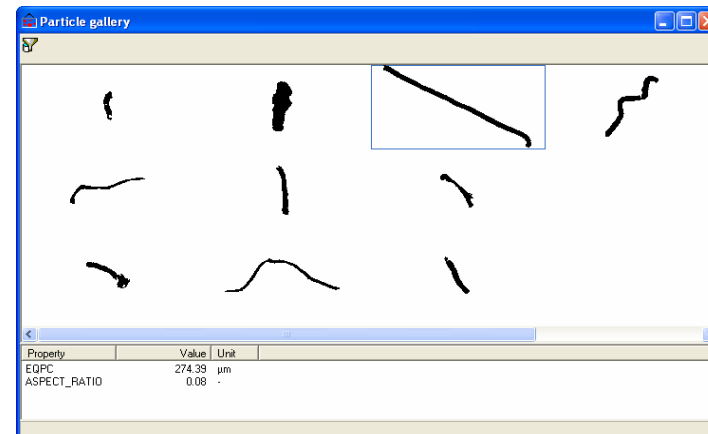 Particle gallery
Property Value Unit
EQPC 274.39 µm
ASPECT_RATIO 0.08 -